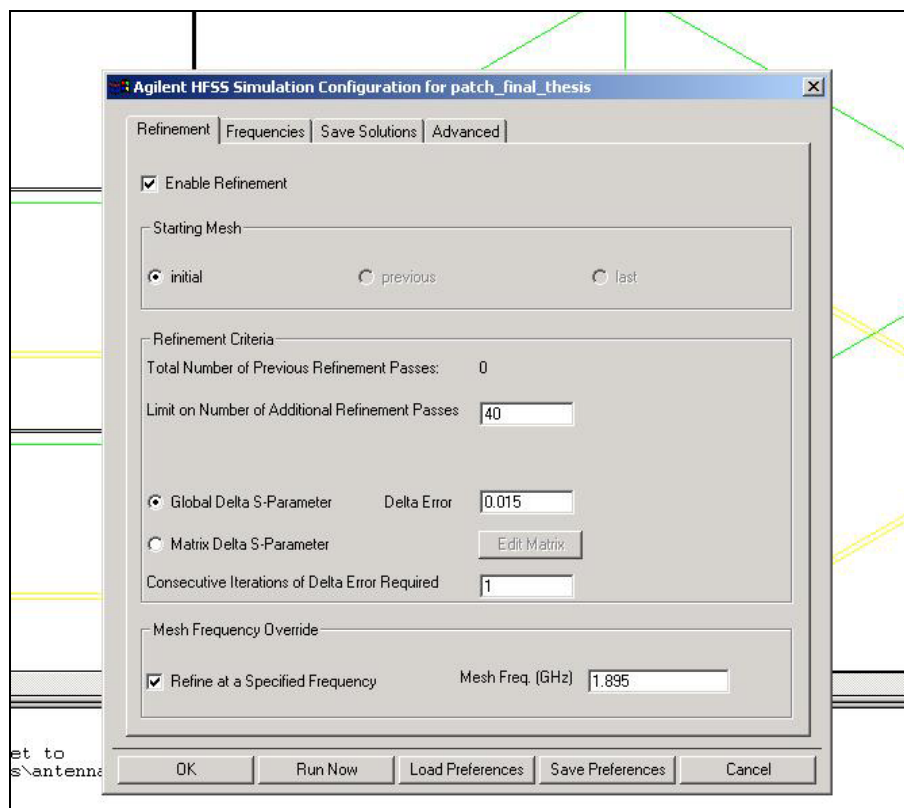 Agilent HFSS Simulation Configuration for patch_final_thesis
Refinement Frequencies Save Solutions Advanced
Enable Refinement
Starting Mesh
initial previous last
Refinement Criteria
Total Number of Previous Refinement Passes: 0
Limit on Number of Additional Refinement Passes 40
Global Delta S-Parameter Delta Error 0.015
Matrix Delta S-Parameter Edit Matrix
Consecutive Iterations of Delta Error Required 1
Mesh Frequency Override
Refine at a Specified Frequency Mesh Freq. (GHz) 1.895
et to
s\antenna
OK Run Now Load Preferences Save Preferences Cancel